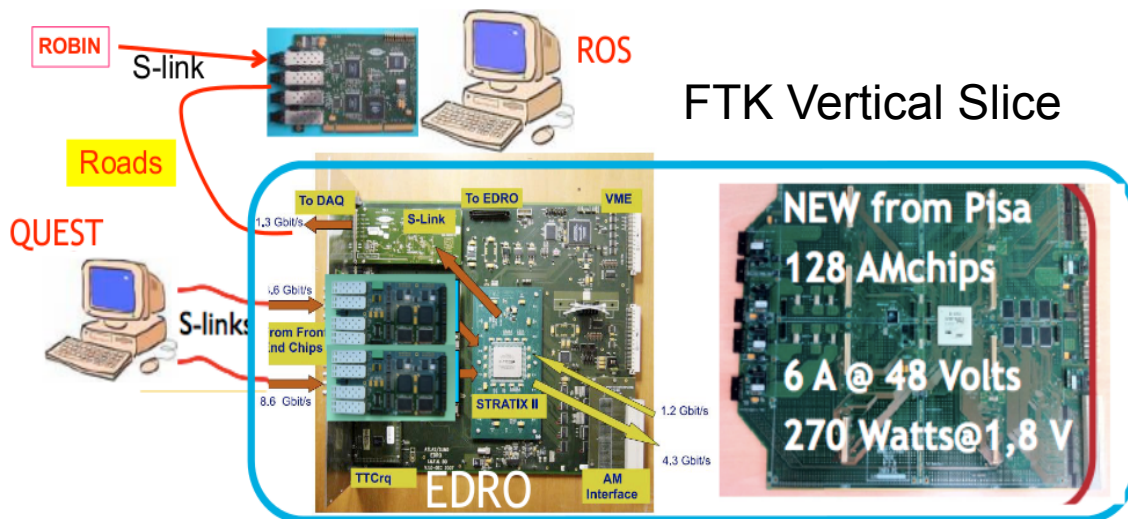 ROBIN
S-link
ROS
FTK Vertical Slice
Roads
QUEST
To DAQ
To EDRO
VME
S-Link
1.3 Gbit/s
NEW from Pisa
128 AMchips
6 A @ 48 Volts
270 Watts@1,8 V
.6 Gbit/s
S-links
From Front
End Chips
8.6 Gbit/s
STRATIX II
1.2 Gbit/s
4.3 Gbit/s
TTCrq
EDRO
AM
Interface